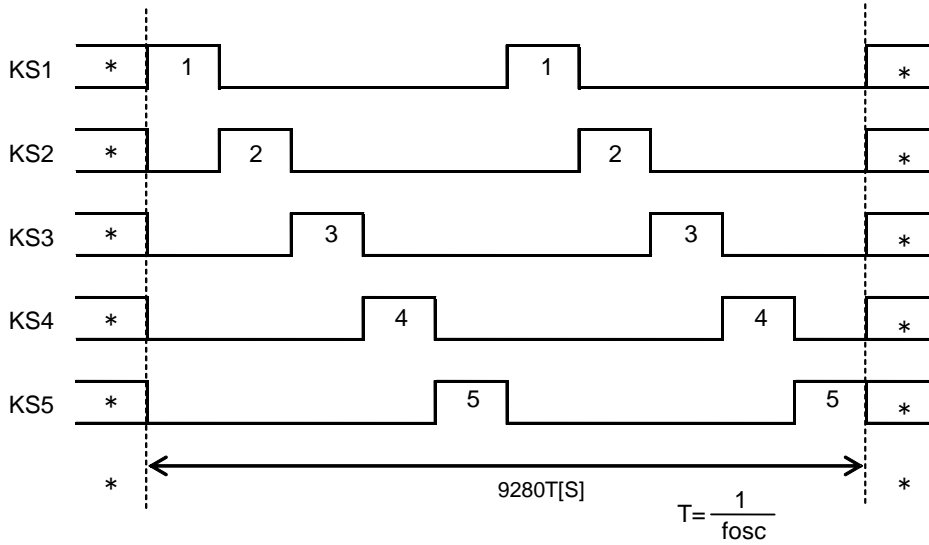 KS1 * 1 1 *
KS2 * 2 2 *
KS3 * 3 3 *
KS4 * 4 4 *
KS5 * 5 5 *
* 9280T[S] *
T= 1
fosc